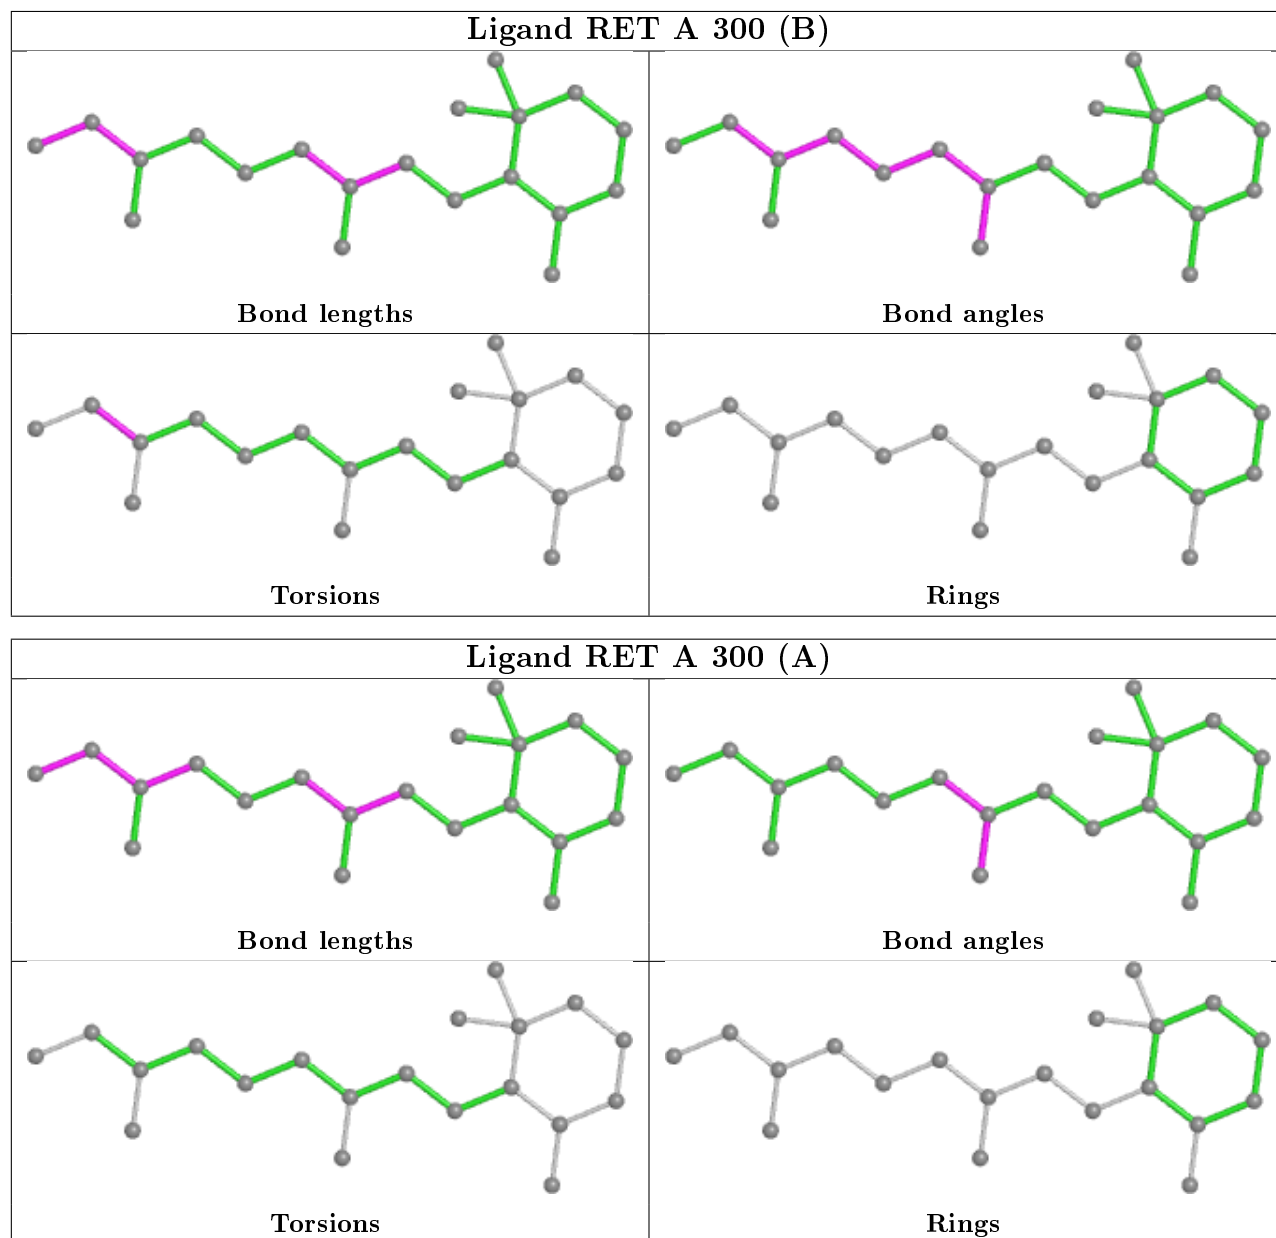 Ligand RET A 300 (B)
Bond lengths
Bond angles
Torsions
Rings
Ligand RET A 300 (A)
Bond lengths
Bond angles
Torsions
Rings